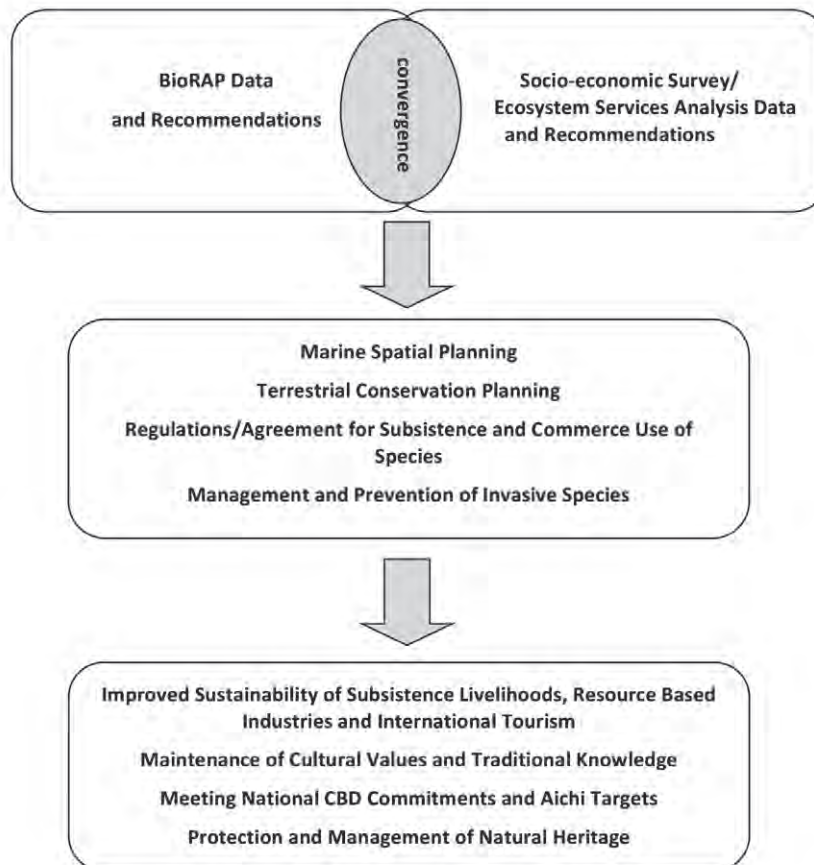 BioRAP Data
and Recommendations
convergence
Socio-economic Survey/
Ecosystem Services Analysis Data
and Recommendations
Marine Spatial Planning
Terrestrial Conservation Planning
Regulations/Agreement for Subsistence and Commerce Use of
Species
Management and Prevention of Invasive Species
Improved Sustainability of Subsistence Livelihoods, Resource Based
Industries and International Tourism
Maintenance of Cultural Values and Traditional Knowledge
Meeting National CBD Commitments and Aichi Targets
Protection and Management of Natural Heritage